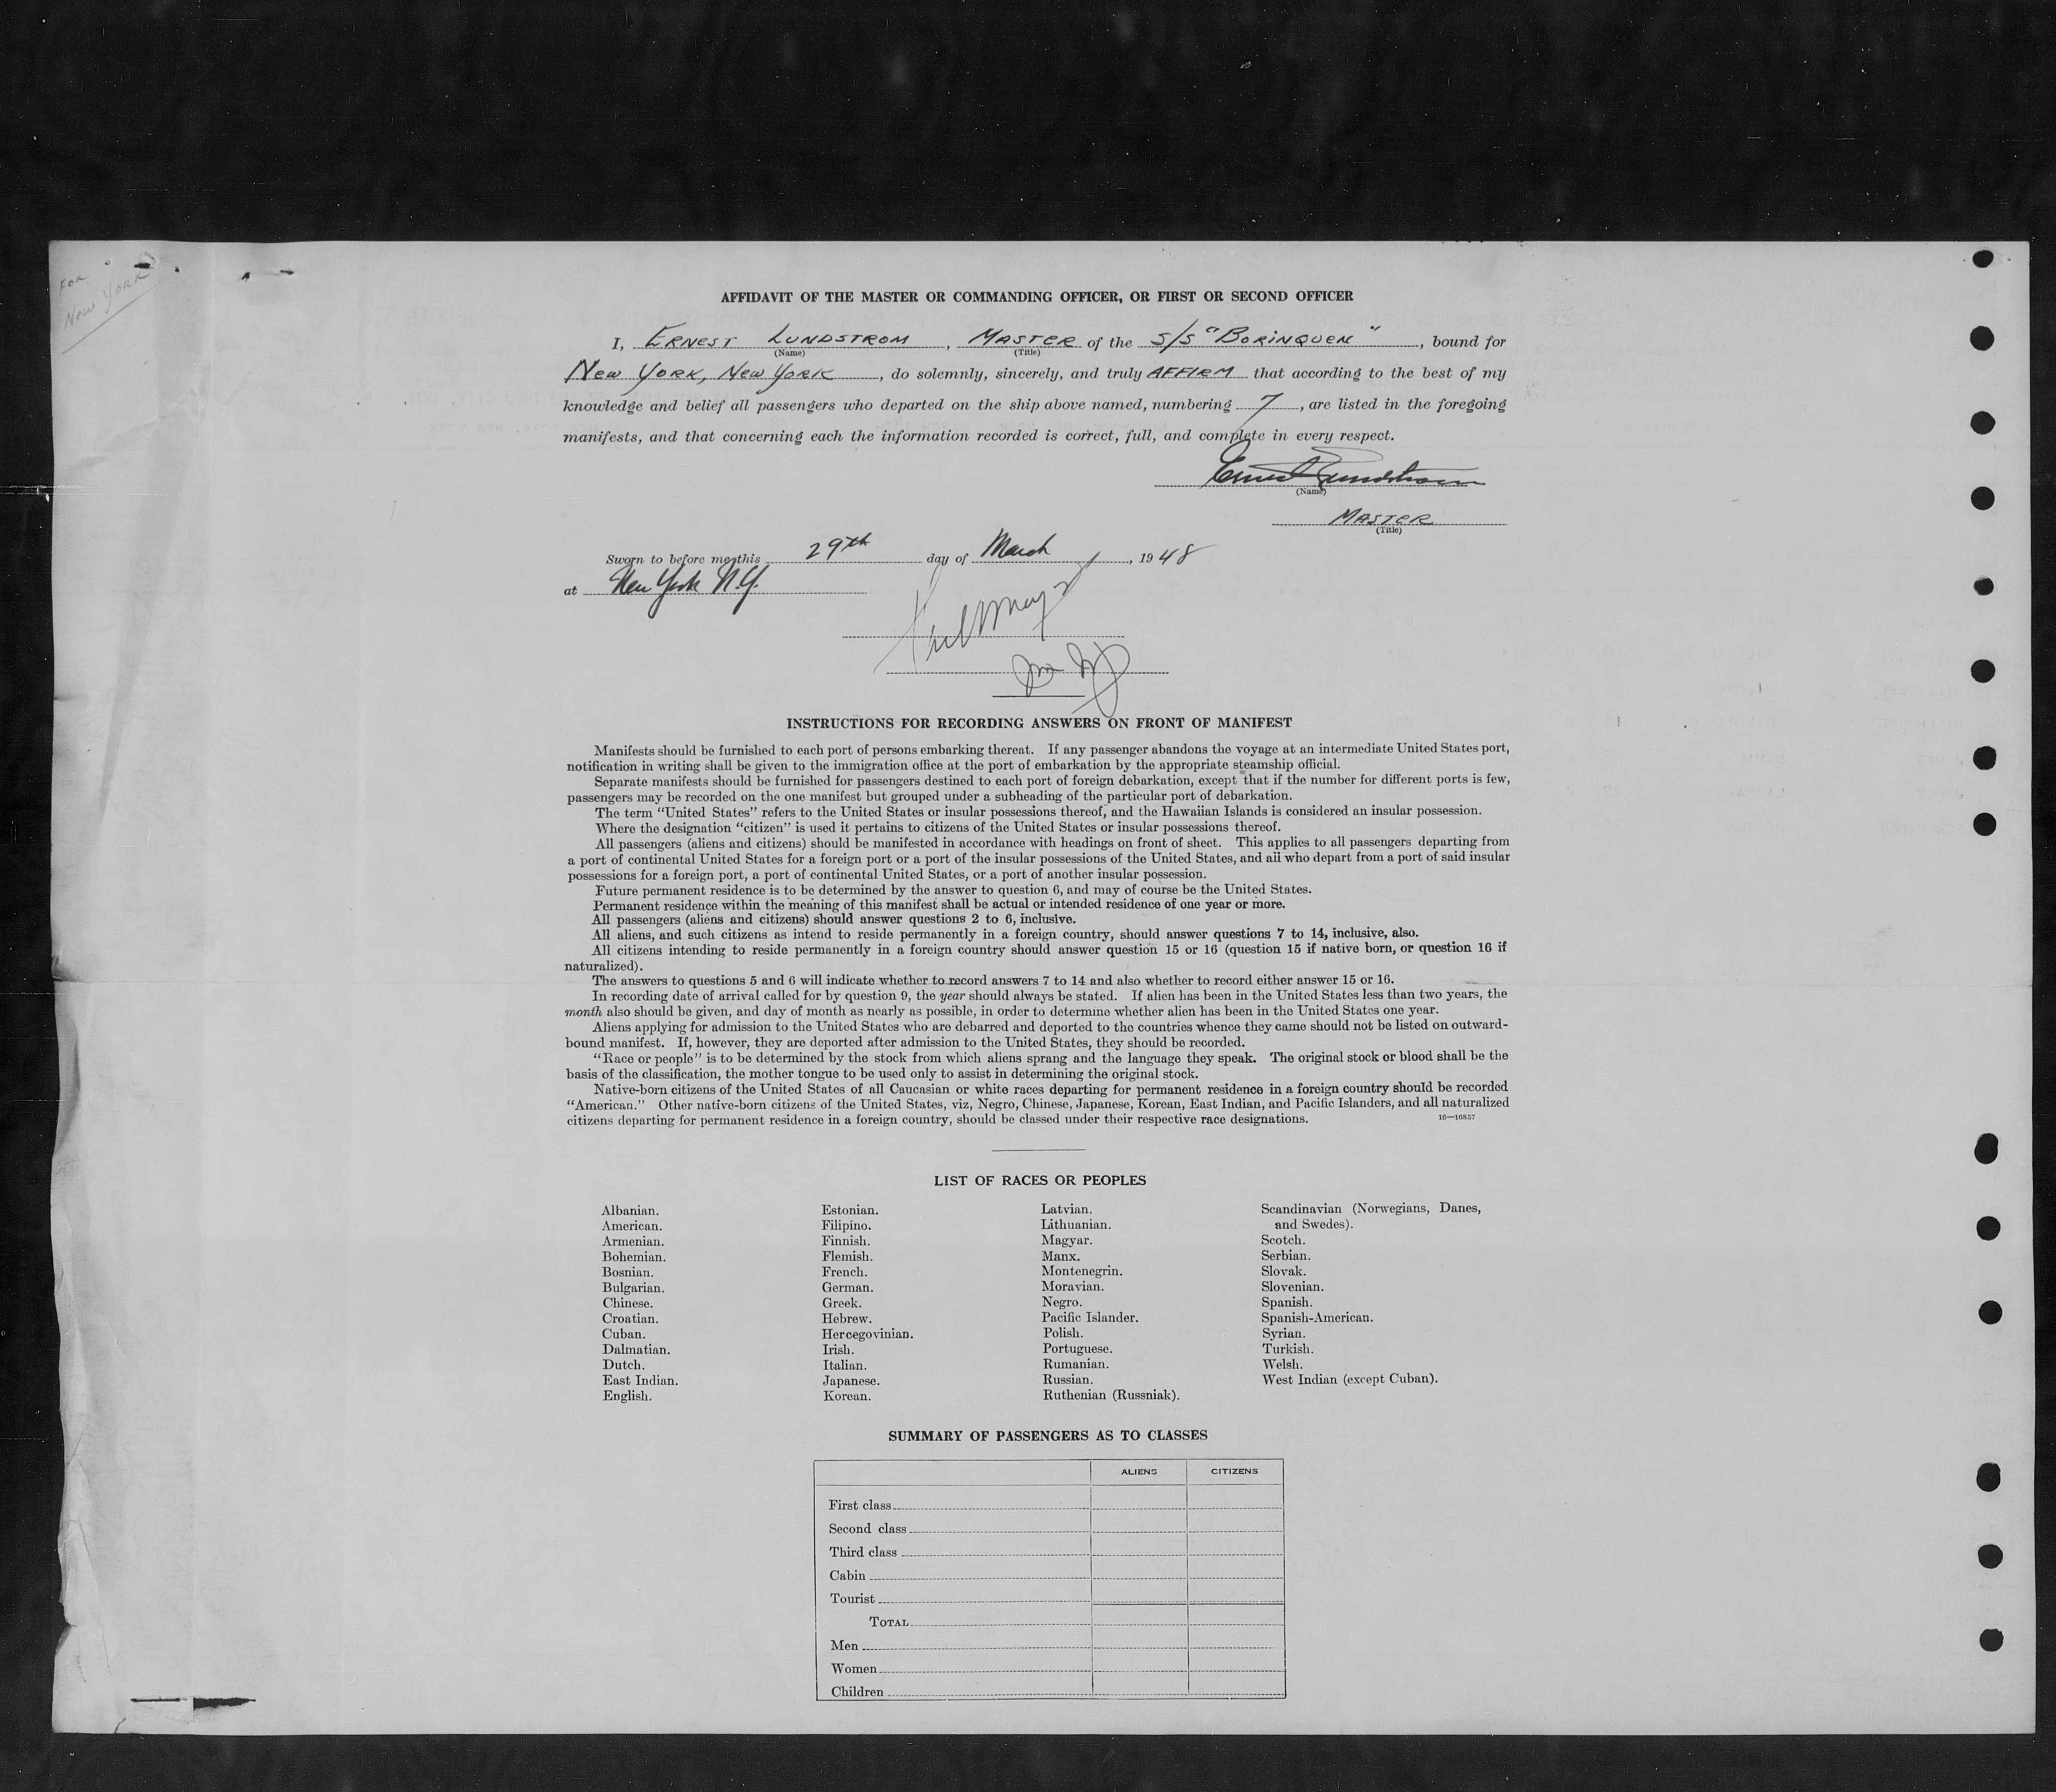 FOR
New York
AFFIDAVIT OF THE MASTER OR COMMANDING OFFICER, OR FIRST OR SECOND OFFICER
I, ERNEST LUNDSTROM, MASTER of the S/S "BORINQUEN", bound for
(Name) (Title)
New York, New York, do solemnly, sincerely, and truly AFFIRM that according to the best of my
knowledge and belief all passengers who departed on the ship above named, numbering 7, are listed in the foregoing
manifests, and that concerning each the information recorded is correct, full, and complete in every respect.
Ernest Lundstrom
(Name)
MASTER
(Title)
Sworn to before me this 29th day of March, 1948
at New York N.Y.
INSTRUCTIONS FOR RECORDING ANSWERS ON FRONT OF MANIFEST
Manifests should be furnished to each port of persons embarking thereat. If any passenger abandons the voyage at an intermediate United States port,
notification in writing shall be given to the immigration office at the port of embarkation by the appropriate steamship official.
Separate manifests should be furnished for passengers destined to each port of foreign debarkation, except that if the number for different ports is few,
passengers may be recorded on the one manifest but grouped under a subheading of the particular port of debarkation.
The term "United States" refers to the United States or insular possessions thereof, and the Hawaiian Islands is considered an insular possession.
Where the designation "citizen" is used it pertains to citizens of the United States or insular possessions thereof.
All passengers (aliens and citizens) should be manifested in accordance with headings on front of sheet. This applies to all passengers departing from
a port of continental United States for a foreign port or a port of the insular possessions of the United States, and all who depart from a port of said insular
possessions for a foreign port, a port of continental United States, or a port of another insular possession.
Future permanent residence is to be determined by the answer to question 6, and may of course be the United States.
Permanent residence within the meaning of this manifest shall be actual or intended residence of one year or more.
All passengers (aliens and citizens) should answer questions 2 to 6, inclusive.
All aliens, and such citizens as intend to reside permanently in a foreign country, should answer questions 7 to 14, inclusive, also.
All citizens intending to reside permanently in a foreign country should answer question 15 or 16 (question 15 if native born, or question 16 if
naturalized).
The answers to questions 5 and 6 will indicate whether to record answers 7 to 14 and also whether to record either answer 15 or 16.
In recording date of arrival called for by question 9, the year should always be stated. If alien has been in the United States less than two years, the
month also should be given, and day of month as nearly as possible, in order to determine whether alien has been in the United States one year.
Aliens applying for admission to the United States who are debarred and deported to the countries whence they came should not be listed on outward-
bound manifest. If, however, they are deported after admission to the United States, they should be recorded.
"Race or people" is to be determined by the stock from which aliens sprang and the language they speak. The original stock or blood shall be the
basis of the classification, the mother tongue to be used only to assist in determining the original stock.
Native-born citizens of the United States of all Caucasian or white races departing for permanent residence in a foreign country should be recorded
"American." Other native-born citizens of the United States, viz, Negro, Chinese, Japanese, Korean, East Indian, and Pacific Islanders, and all naturalized
citizens departing for permanent residence in a foreign country, should be classed under their respective race designations. 16—16857
LIST OF RACES OR PEOPLES
Albanian.
American.
Armenian.
Bohemian.
Bosnian.
Bulgarian.
Chinese.
Croatian.
Cuban.
Dalmatian.
Dutch.
East Indian.
English.
Estonian.
Filipino.
Finnish.
Flemish.
French.
German.
Greek.
Hebrew.
Hercegovinian.
Irish.
Italian.
Japanese.
Korean.
Latvian.
Lithuanian.
Magyar.
Manx.
Montenegrin.
Moravian.
Negro.
Pacific Islander.
Polish.
Portuguese.
Rumanian.
Russian.
Ruthenian (Russniak).
Scandinavian (Norwegians, Danes,
and Swedes).
Scotch.
Serbian.
Slovak.
Slovenian.
Spanish.
Spanish-American.
Syrian.
Turkish.
Welsh.
West Indian (except Cuban).
SUMMARY OF PASSENGERS AS TO CLASSES
ALIENS CITIZENS
First class
Second class
Third class
Cabin
Tourist
TOTAL
Men
Women
Children